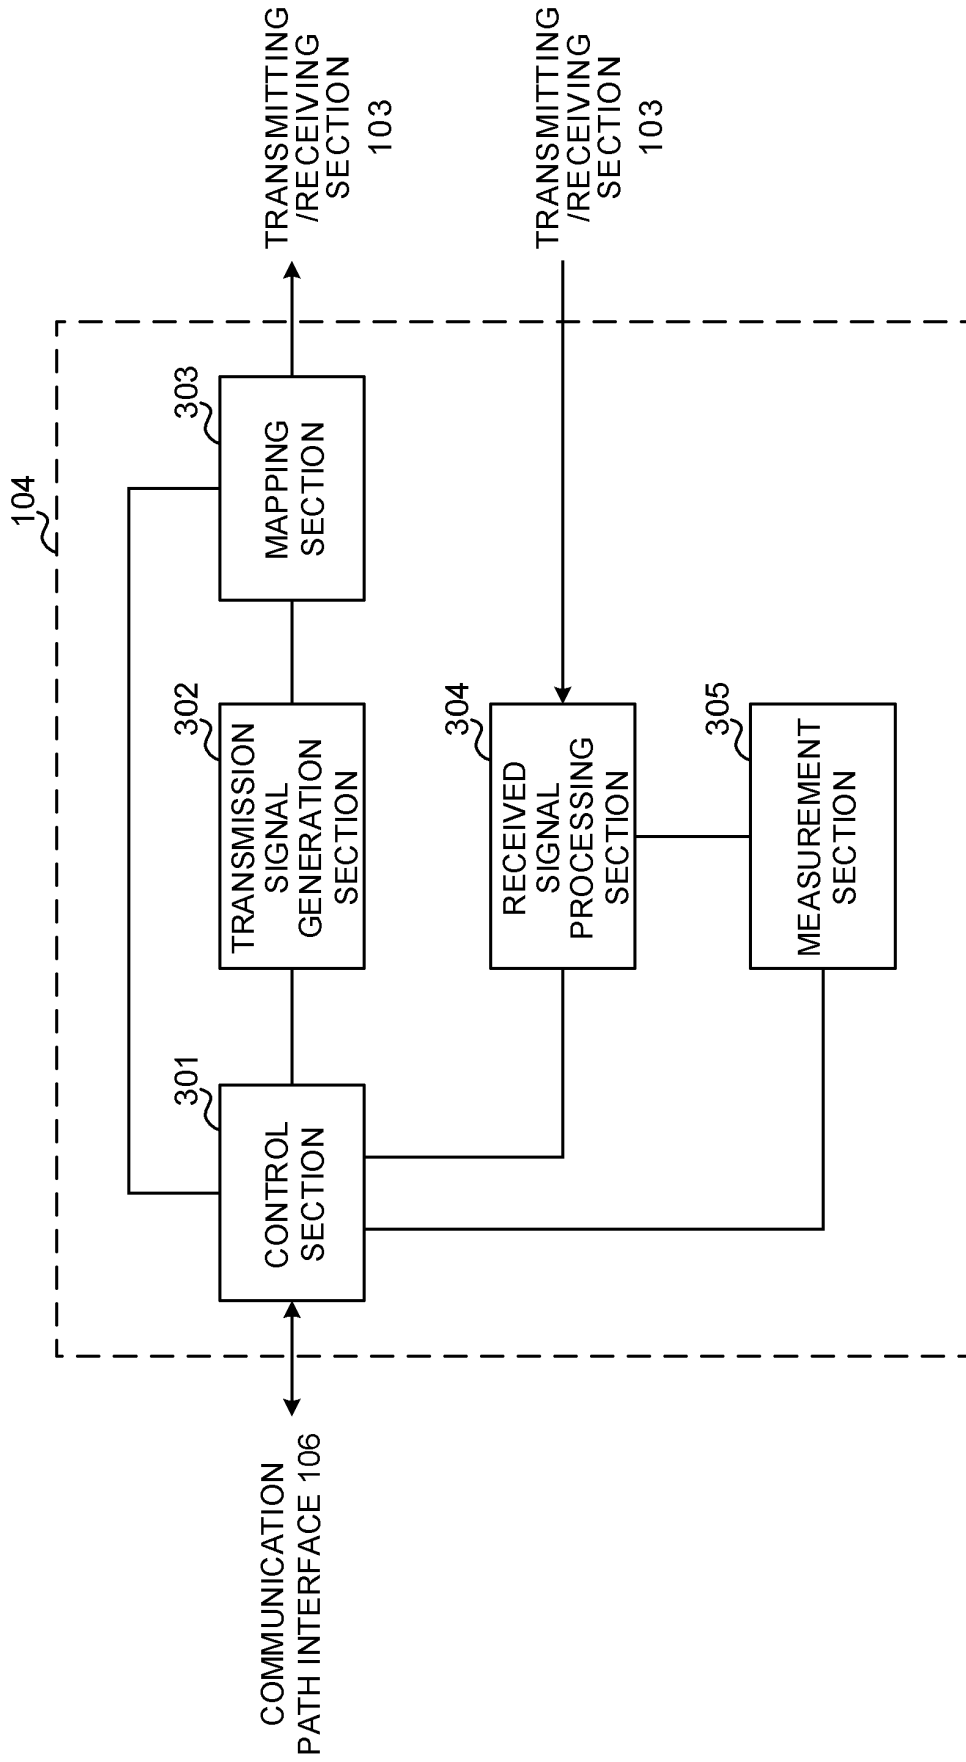 104
COMMUNICATION
PATH INTERFACE 106
301
CONTROL
SECTION
302
TRANSMISSION
SIGNAL
GENERATION
SECTION
303
MAPPING
SECTION
TRANSMITTING
/RECEIVING
SECTION
103
304
RECEIVED
SIGNAL
PROCESSING
SECTION
TRANSMITTING
/RECEIVING
SECTION
103
305
MEASUREMENT
SECTION